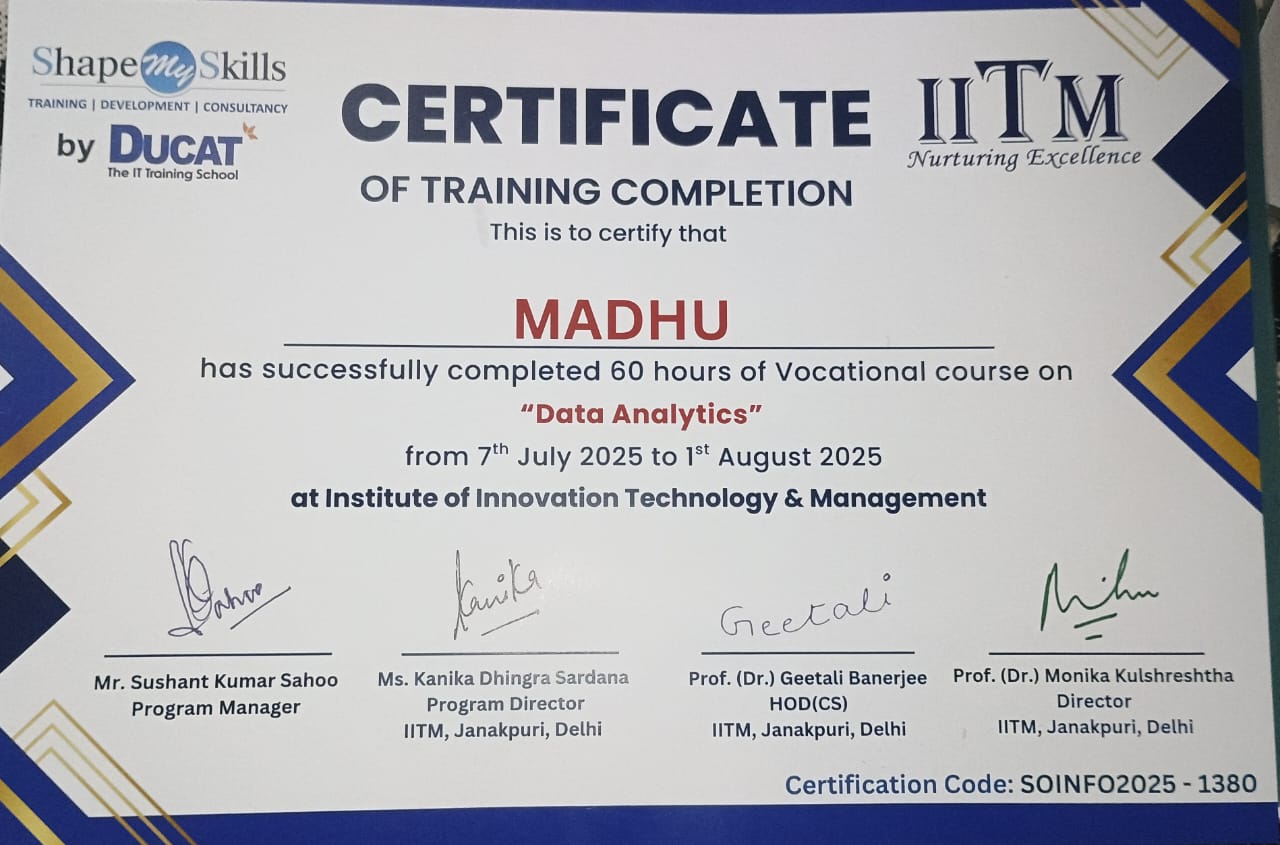 Shape My Skills
TRAINING | DEVELOPMENT | CONSULTANCY
by DUCAT
The IT Training School
IITM
Nurturing Excellence
CERTIFICATE
OF TRAINING COMPLETION
This is to certify that
MADHU
has successfully completed 60 hours of Vocational course on
“Data Analytics”
from 7th July 2025 to 1st August 2025
at Institute of Innovation Technology & Management
Sahoo
Kanika
Geetali
Mr. Sushant Kumar Sahoo
Program Manager
Ms. Kanika Dhingra Sardana
Program Director
IITM, Janakpuri, Delhi
Prof. (Dr.) Geetali Banerjee
HOD(CS)
IITM, Janakpuri, Delhi
Prof. (Dr.) Monika Kulshreshtha
Director
IITM, Janakpuri, Delhi
Certification Code: SOINFO2025 - 1380